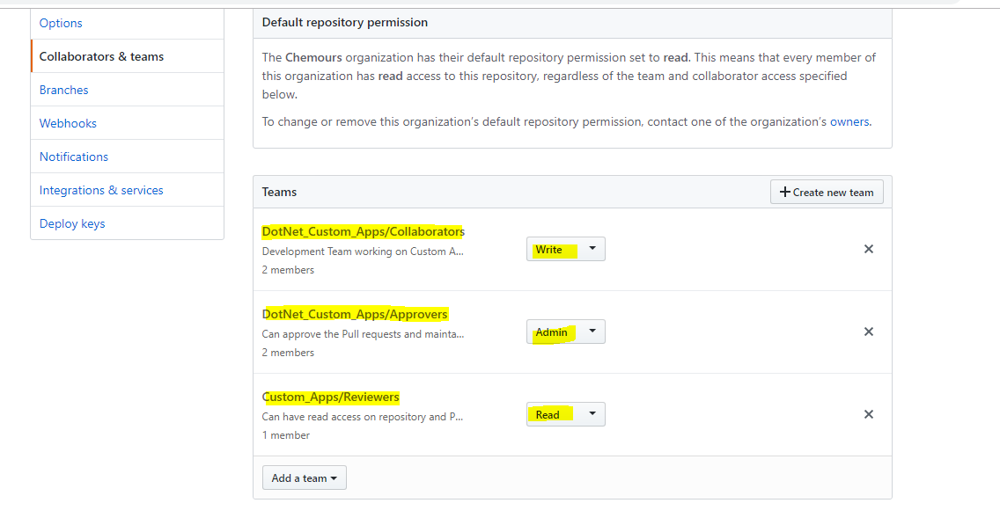 Options
Collaborators & teams
Branches
Webhooks
Notifications
Integrations & services
Deploy keys
Default repository permission
The Chemours organization has their default repository permission set to read. This means that every member of
this organization has read access to this repository, regardless of the team and collaborator access specified
below.
To change or remove this organization's default repository permission, contact one of the organization's owners.
Teams
Create new team
DotNet_Custom_Apps/Collaborators
Development Team working on Custom A...
2 members
Write
DotNet_Custom_Apps/Approvers
Can approve the Pull requests and mainta...
2 members
Admin
Custom_Apps/Reviewers
Can have read access on repository and P...
1 member
Read
Add a team